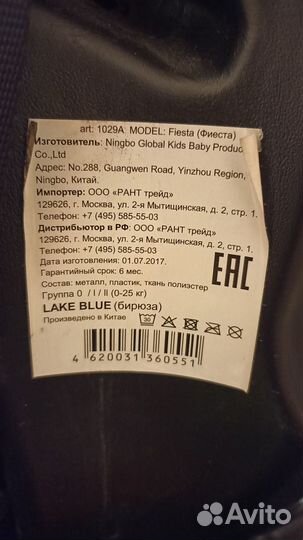 art: 1029A MODEL: Fiesta (Фиеста)
Изготовитель: Ningbo Global Kids Baby Produc
Co.,Ltd
Адрес: No.288, Guangwen Road, Yinzhou Region,
Ningbo, Китай.
Импортер: ООО «РАНТ трейд»
129626, г. Москва, ул. 2-я Мытищинская, д. 2, стр. 1.
Телефон: +7 (495) 585-55-03
Дистрибьютор в РФ: ООО «РАНТ трейд»
129626, г. Москва, ул. 2-я Мытищинская, д. 2, стр. 1.
Телефон: +7 (495) 585-55-03
Дата изготовления: 01.07.2017.
Гарантийный срок: 6 мес.
EAC
Состав: металл, пластик, ткань полиэстер
Группа 0 / I / II (0-25 кг)
LAKE BLUE (бирюза)
Произведено в Китае
30
4 620031 360551
Avito